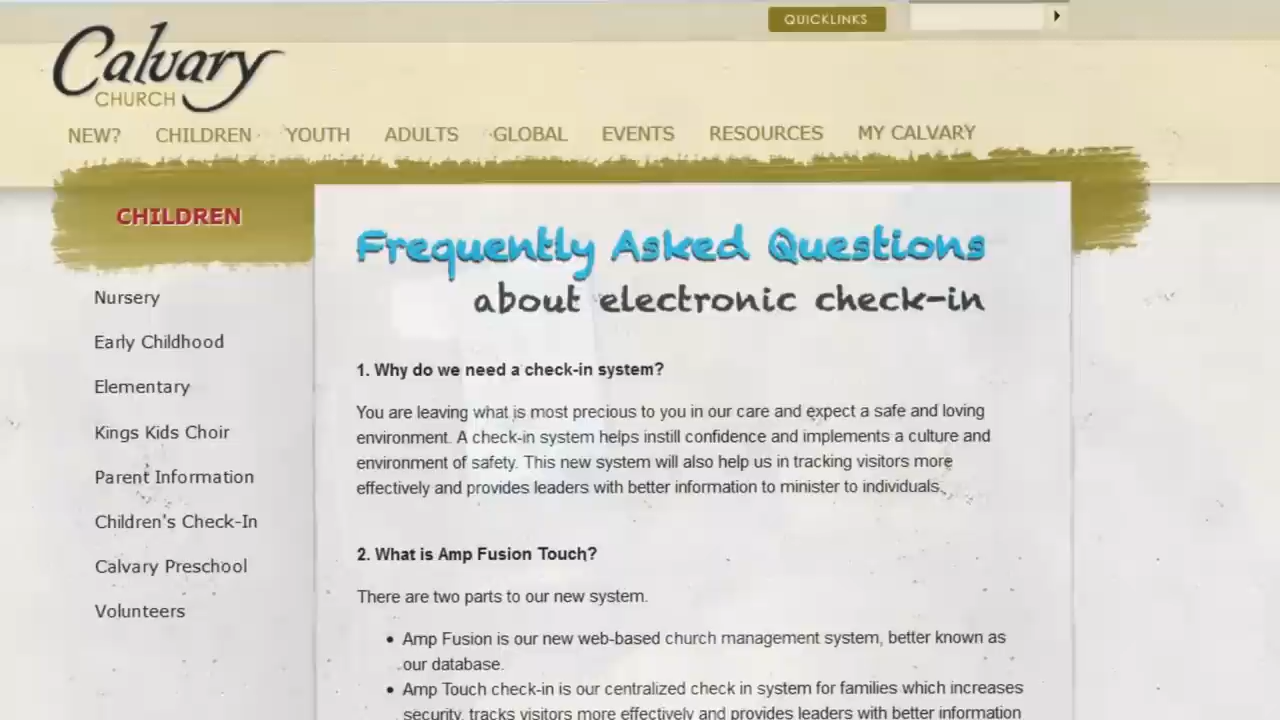 QUICKLINKS
Calvary
CHURCH
NEW? CHILDREN YOUTH ADULTS GLOBAL EVENTS RESOURCES MY CALVARY
CHILDREN
Nursery
Early Childhood
Elementary
Kings Kids Choir
Parent Information
Children's Check-In
Calvary Preschool
Volunteers
Frequently Asked Questions
about electronic check-in
1. Why do we need a check-in system?
You are leaving what is most precious to you in our care and expect a safe and loving
environment. A check-in system helps instill confidence and implements a culture and
environment of safety. This new system will also help us in tracking visitors more
effectively and provides leaders with better information to minister to individuals.
2. What is Amp Fusion Touch?
There are two parts to our new system.
• Amp Fusion is our new web-based church management system, better known as
our database.
• Amp Touch check-in is our centralized check in system for families which increases
security, tracks visitors more effectively and provides leaders with better information